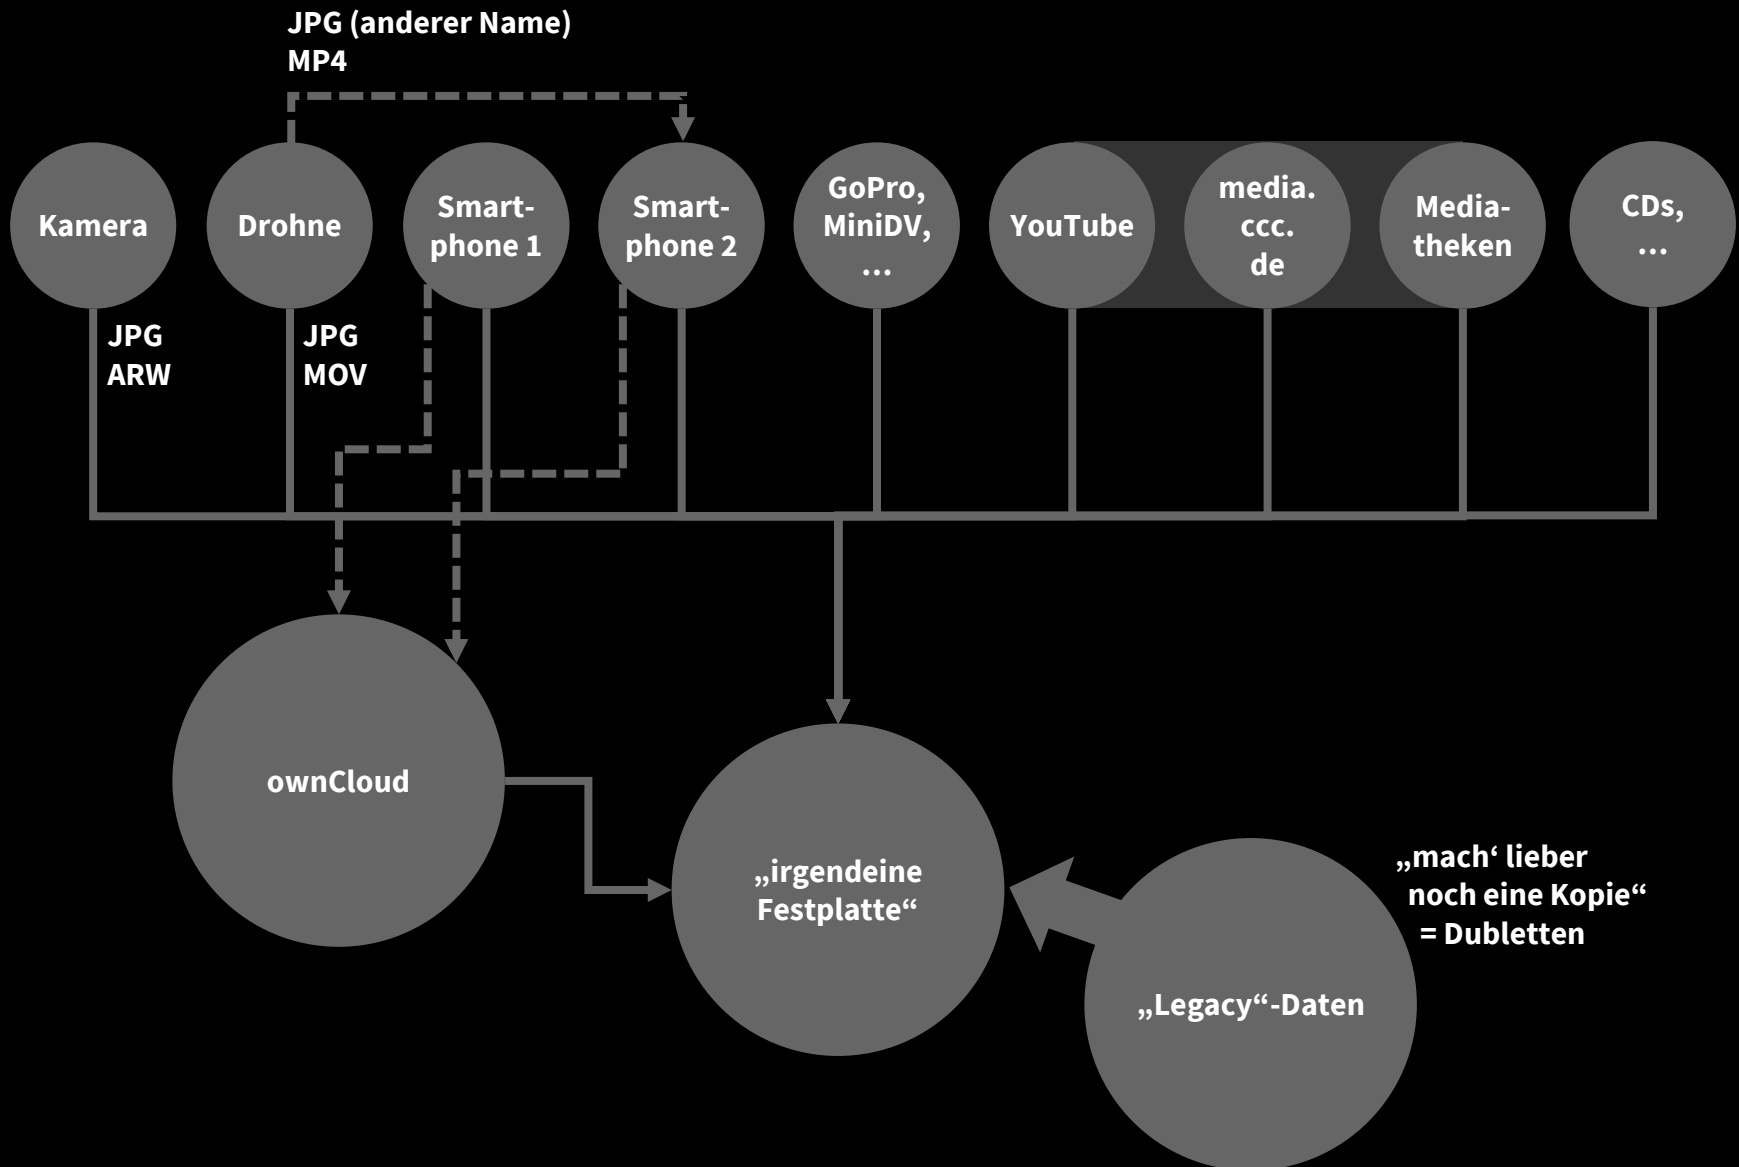 JPG (anderer Name)
MP4
Kamera
Drohne
Smart-
phone 1
Smart-
phone 2
GoPro,
MiniDV,
...
YouTube
media.
ccc.
de
Media-
theken
CDs,
...
JPG
ARW
JPG
MOV
ownCloud
„irgendeine
Festplatte“
„mach‘ lieber
noch eine Kopie“
= Dubletten
„Legacy“-Daten